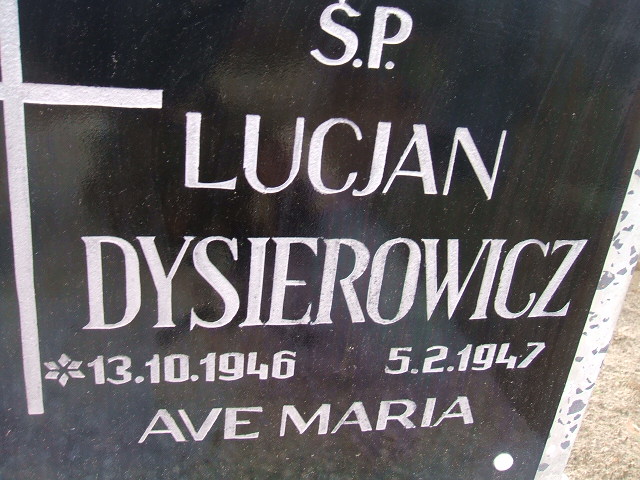 Ś.P.
LUCJAN
DYSIEROWICZ
*13.10.1946 5.2.1947
AVE MARIA